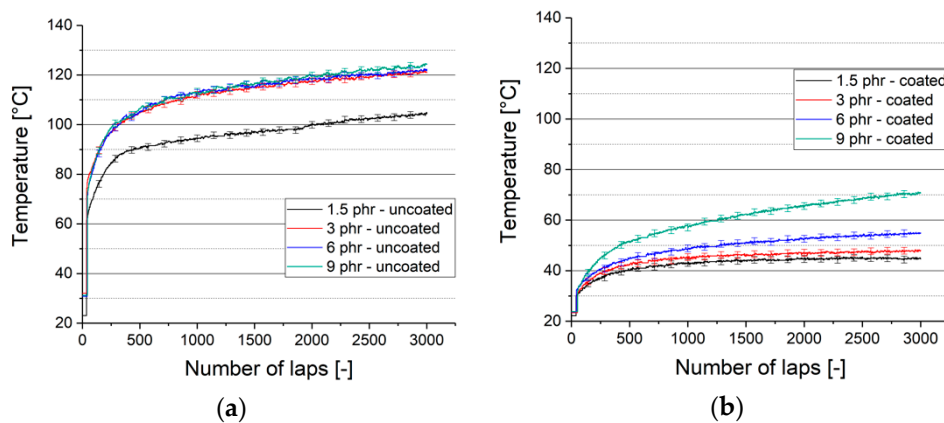 140
120
100
80
60
40
20
Temperature [°C]
1.5 phr - uncoated
3 phr - uncoated
6 phr - uncoated
9 phr - uncoated
0 500 1000 1500 2000 2500 3000
Number of laps [-]
(a)
140
120
100
80
60
40
20
Temperature [°C]
1.5 phr - coated
3 phr - coated
6 phr - coated
9 phr - coated
0 500 1000 1500 2000 2500 3000
Number of laps [-]
(b)